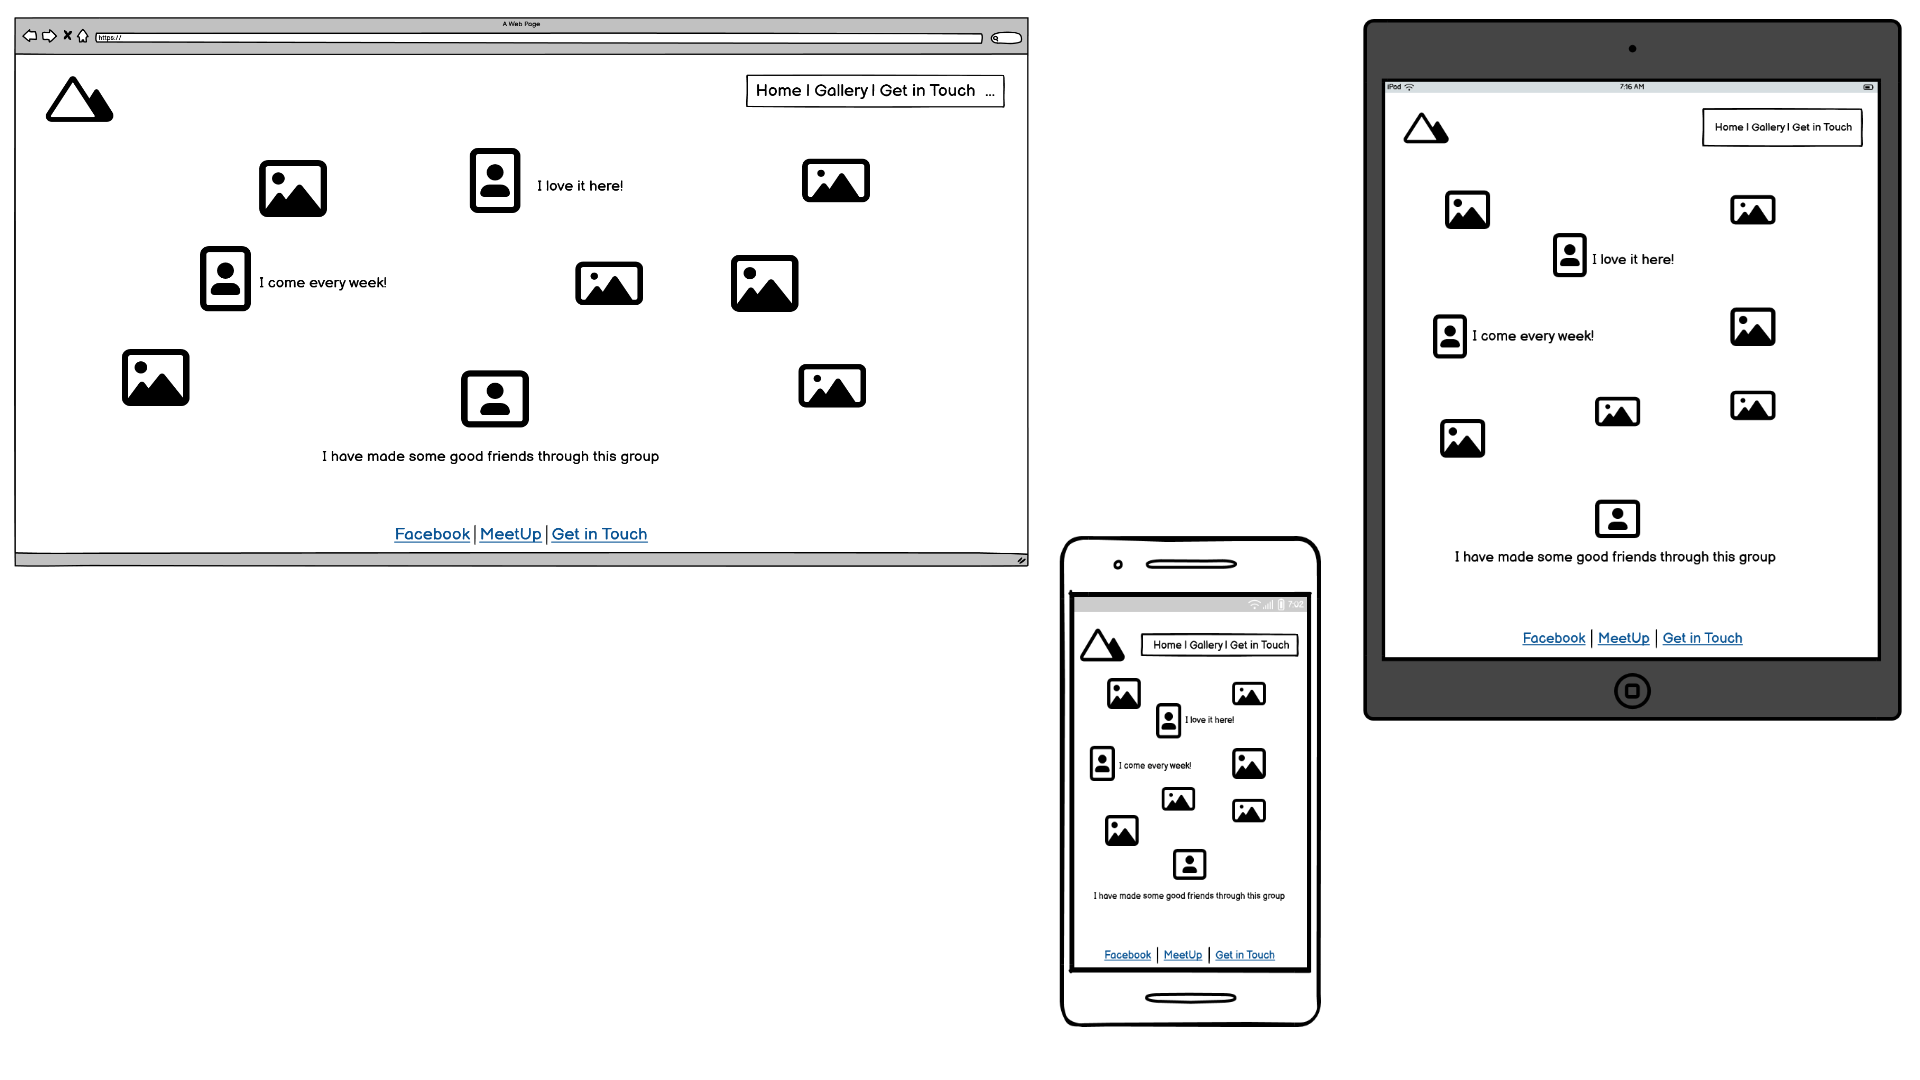 A Web Page
https://
Home | Gallery | Get in Touch ...
I love it here!
I come every week!
I have made some good friends through this group
Facebook | MeetUp | Get in Touch
7:02
Home | Gallery | Get in Touch
I love it here!
I come every week!
I have made some good friends through this group
Facebook | MeetUp | Get in Touch
iPod
7:16 AM
Home | Gallery | Get in Touch
I love it here!
I come every week!
I have made some good friends through this group
Facebook | MeetUp | Get in Touch